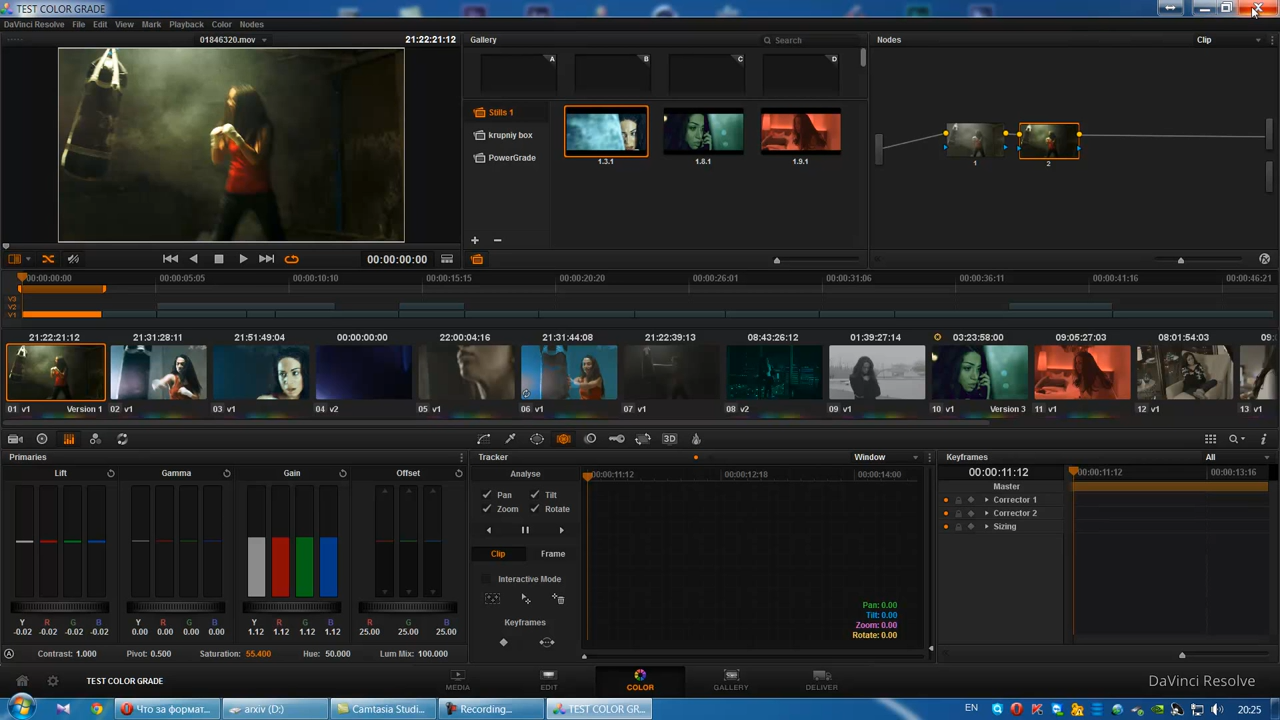 TEST COLOR GRADE
DaVinci Resolve File Edit View Mark Playback Color Nodes
01846320.mov 21:22:21:12
Gallery Search
Nodes Clip
A B C D
Stills 1
krupniy box
PowerGrade
1.3.1 1.8.1 1.9.1
1 2
00:00:00:00
00:00:00:00 00:00:05:05 00:00:10:10 00:00:15:15 00:00:20:20 00:00:26:01 00:00:31:06 00:00:36:11 00:00:41:16 00:00:46:21
V3
V2
V1
21:22:21:12 21:31:28:11 21:51:49:04 00:00:00:00 22:00:04:16 21:31:44:08 21:22:39:13 08:43:26:12 01:39:27:14 03:23:58:00 09:05:27:03 08:01:54:03 09:
01 v1 Version 1 02 v1 03 v1 04 v2 05 v1 06 v1 07 v1 08 v2 09 v1 10 v1 Version 3 11 v1 12 v1 13 v1
3D
Primaries
Lift Gamma Gain Offset
Y R G B Y R G B Y R G B R G B
-0.02 -0.02 -0.02 -0.02 0.00 0.00 0.00 0.00 1.12 1.12 1.12 1.12 25.00 25.00 25.00
A Contrast: 1.000 Pivot: 0.500 Saturation: 55.400 Hue: 50.000 Lum Mix: 100.000
Tracker Window
Analyse
Pan Tilt
Zoom Rotate
Clip Frame
Interactive Mode
Keyframes
00:00:11:12 00:00:12:18 00:00:14:00
Pan: 0.00
Tilt: 0.00
Zoom: 0.00
Rotate: 0.00
Keyframes All
00:00:11:12 00:00:11:12 00:00:13:16
Master
Corrector 1
Corrector 2
Sizing
TEST COLOR GRADE
MEDIA EDIT COLOR GALLERY DELIVER
DaVinci Resolve
Что за формат... arxiv (D:) Camtasia Studi... Recording... TEST COLOR GR...
EN 20:25